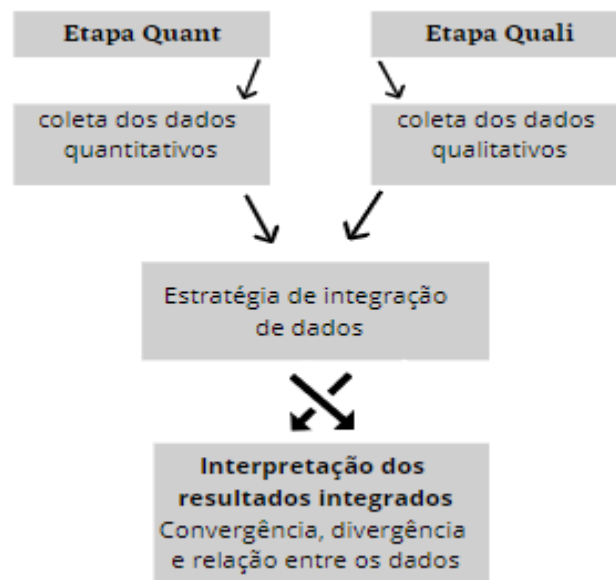 Etapa Quant
Etapa Quali
coleta dos dados
quantitativos
coleta dos dados
qualitativos
Estratégia de integração
de dados
Interpretação dos
resultados integrados
Convergência, divergência
e relação entre os dados